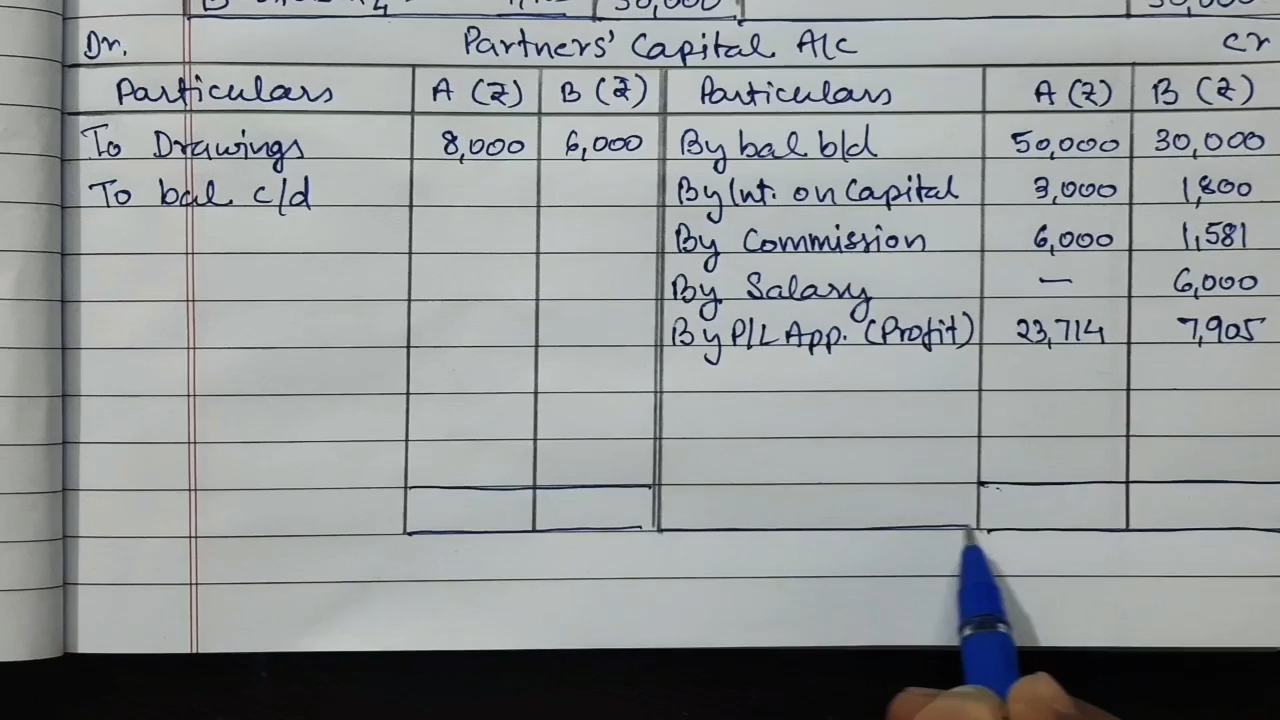 30,000
Dr. Partners' Capital A/c Cr
Particulars A (₹) B (₹) Particulars A (₹) B (₹)
To Drawings 8,000 6,000 By bal b/d 50,000 30,000
To bal c/d By Int. on Capital 3,000 1,800
By Commission 6,000 1,581
By Salary — 6,000
By P/L App. (Profit) 23,714 7,905